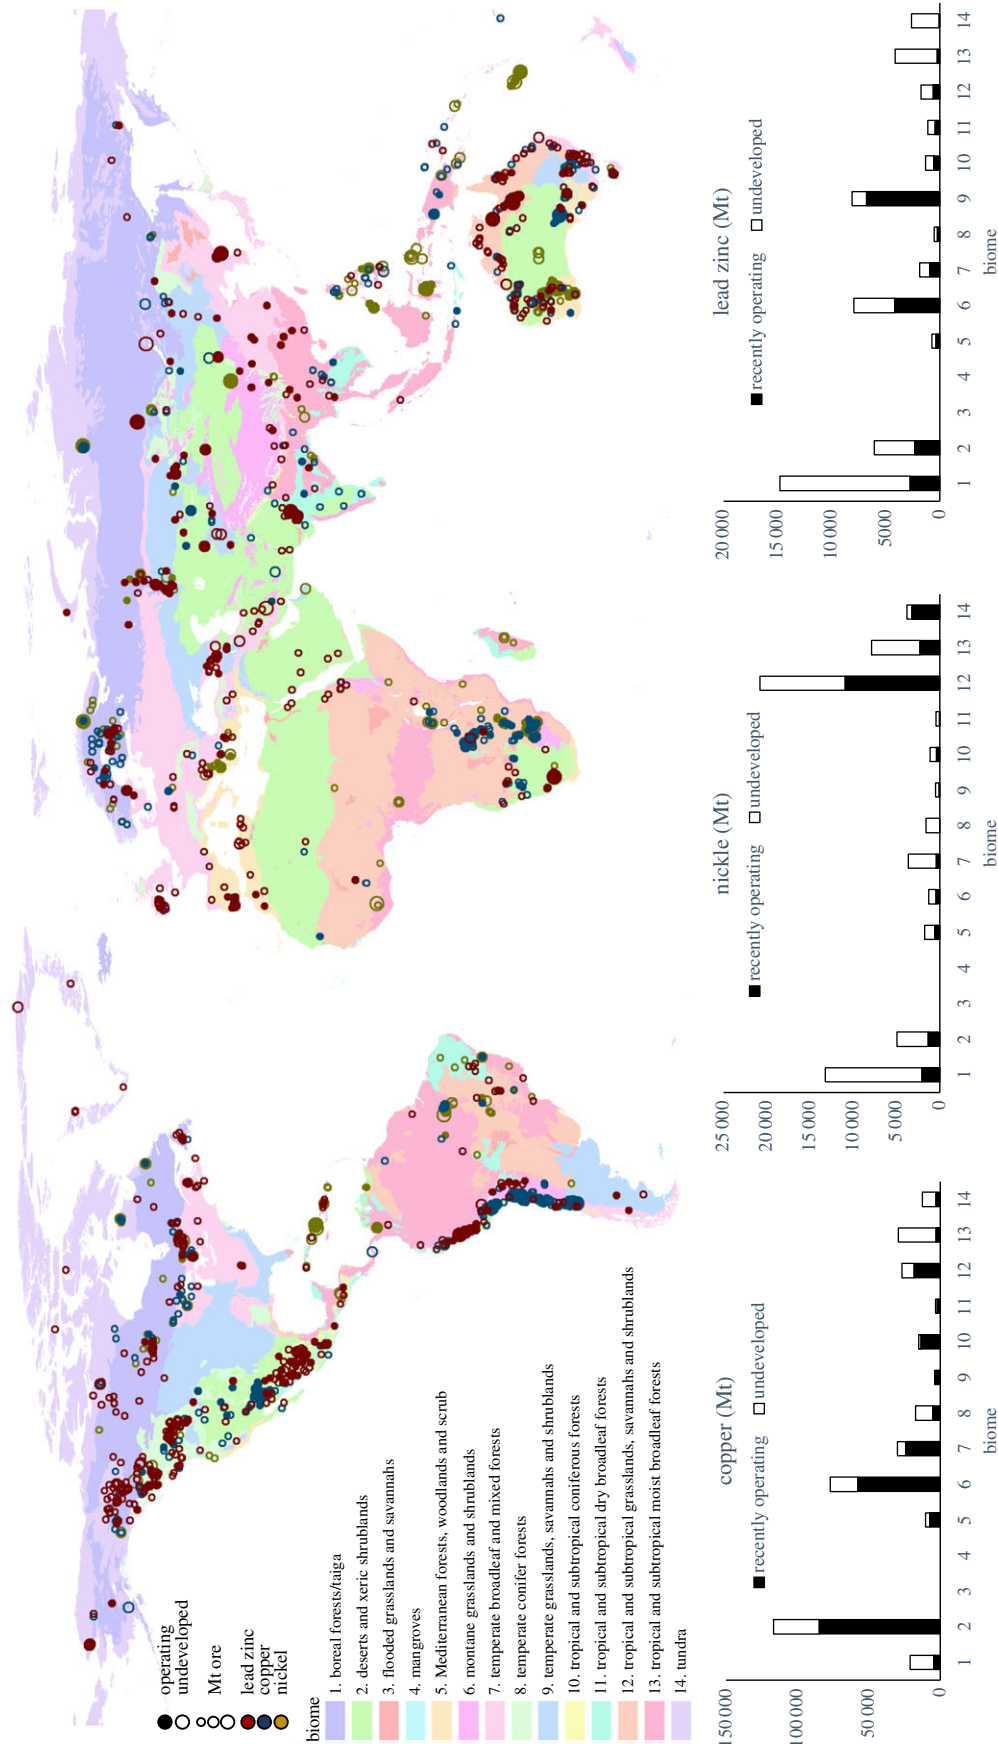 operating
undeveloped
Mt ore
lead zinc
copper
nickel
biome
1. boreal forests/taiga
2. deserts and xeric shrublands
3. flooded grasslands and savannahs
4. mangroves
5. Mediterranean forests, woodlands and scrub
6. montane grasslands and shrublands
7. temperate broadleaf and mixed forests
8. temperate conifer forests
9. temperate grasslands, savannahs and shrublands
10. tropical and subtropical coniferous forests
11. tropical and subtropical dry broadleaf forests
12. tropical and subtropical grasslands, savannahs and shrublands
13. tropical and subtropical moist broadleaf forests
14. tundra
copper (Mt)
recently operating undeveloped
150 000
100 000
50 000
0
1 2 3 4 5 6 7 8 9 10 11 12 13 14
biome
nickle (Mt)
recently operating undeveloped
25 000
20 000
15 000
10 000
5 000
0
1 2 3 4 5 6 7 8 9 10 11 12 13 14
biome
lead zinc (Mt)
recently operating undeveloped
20 000
15 000
10 000
5000
0
1 2 3 4 5 6 7 8 9 10 11 12 13 14
biome